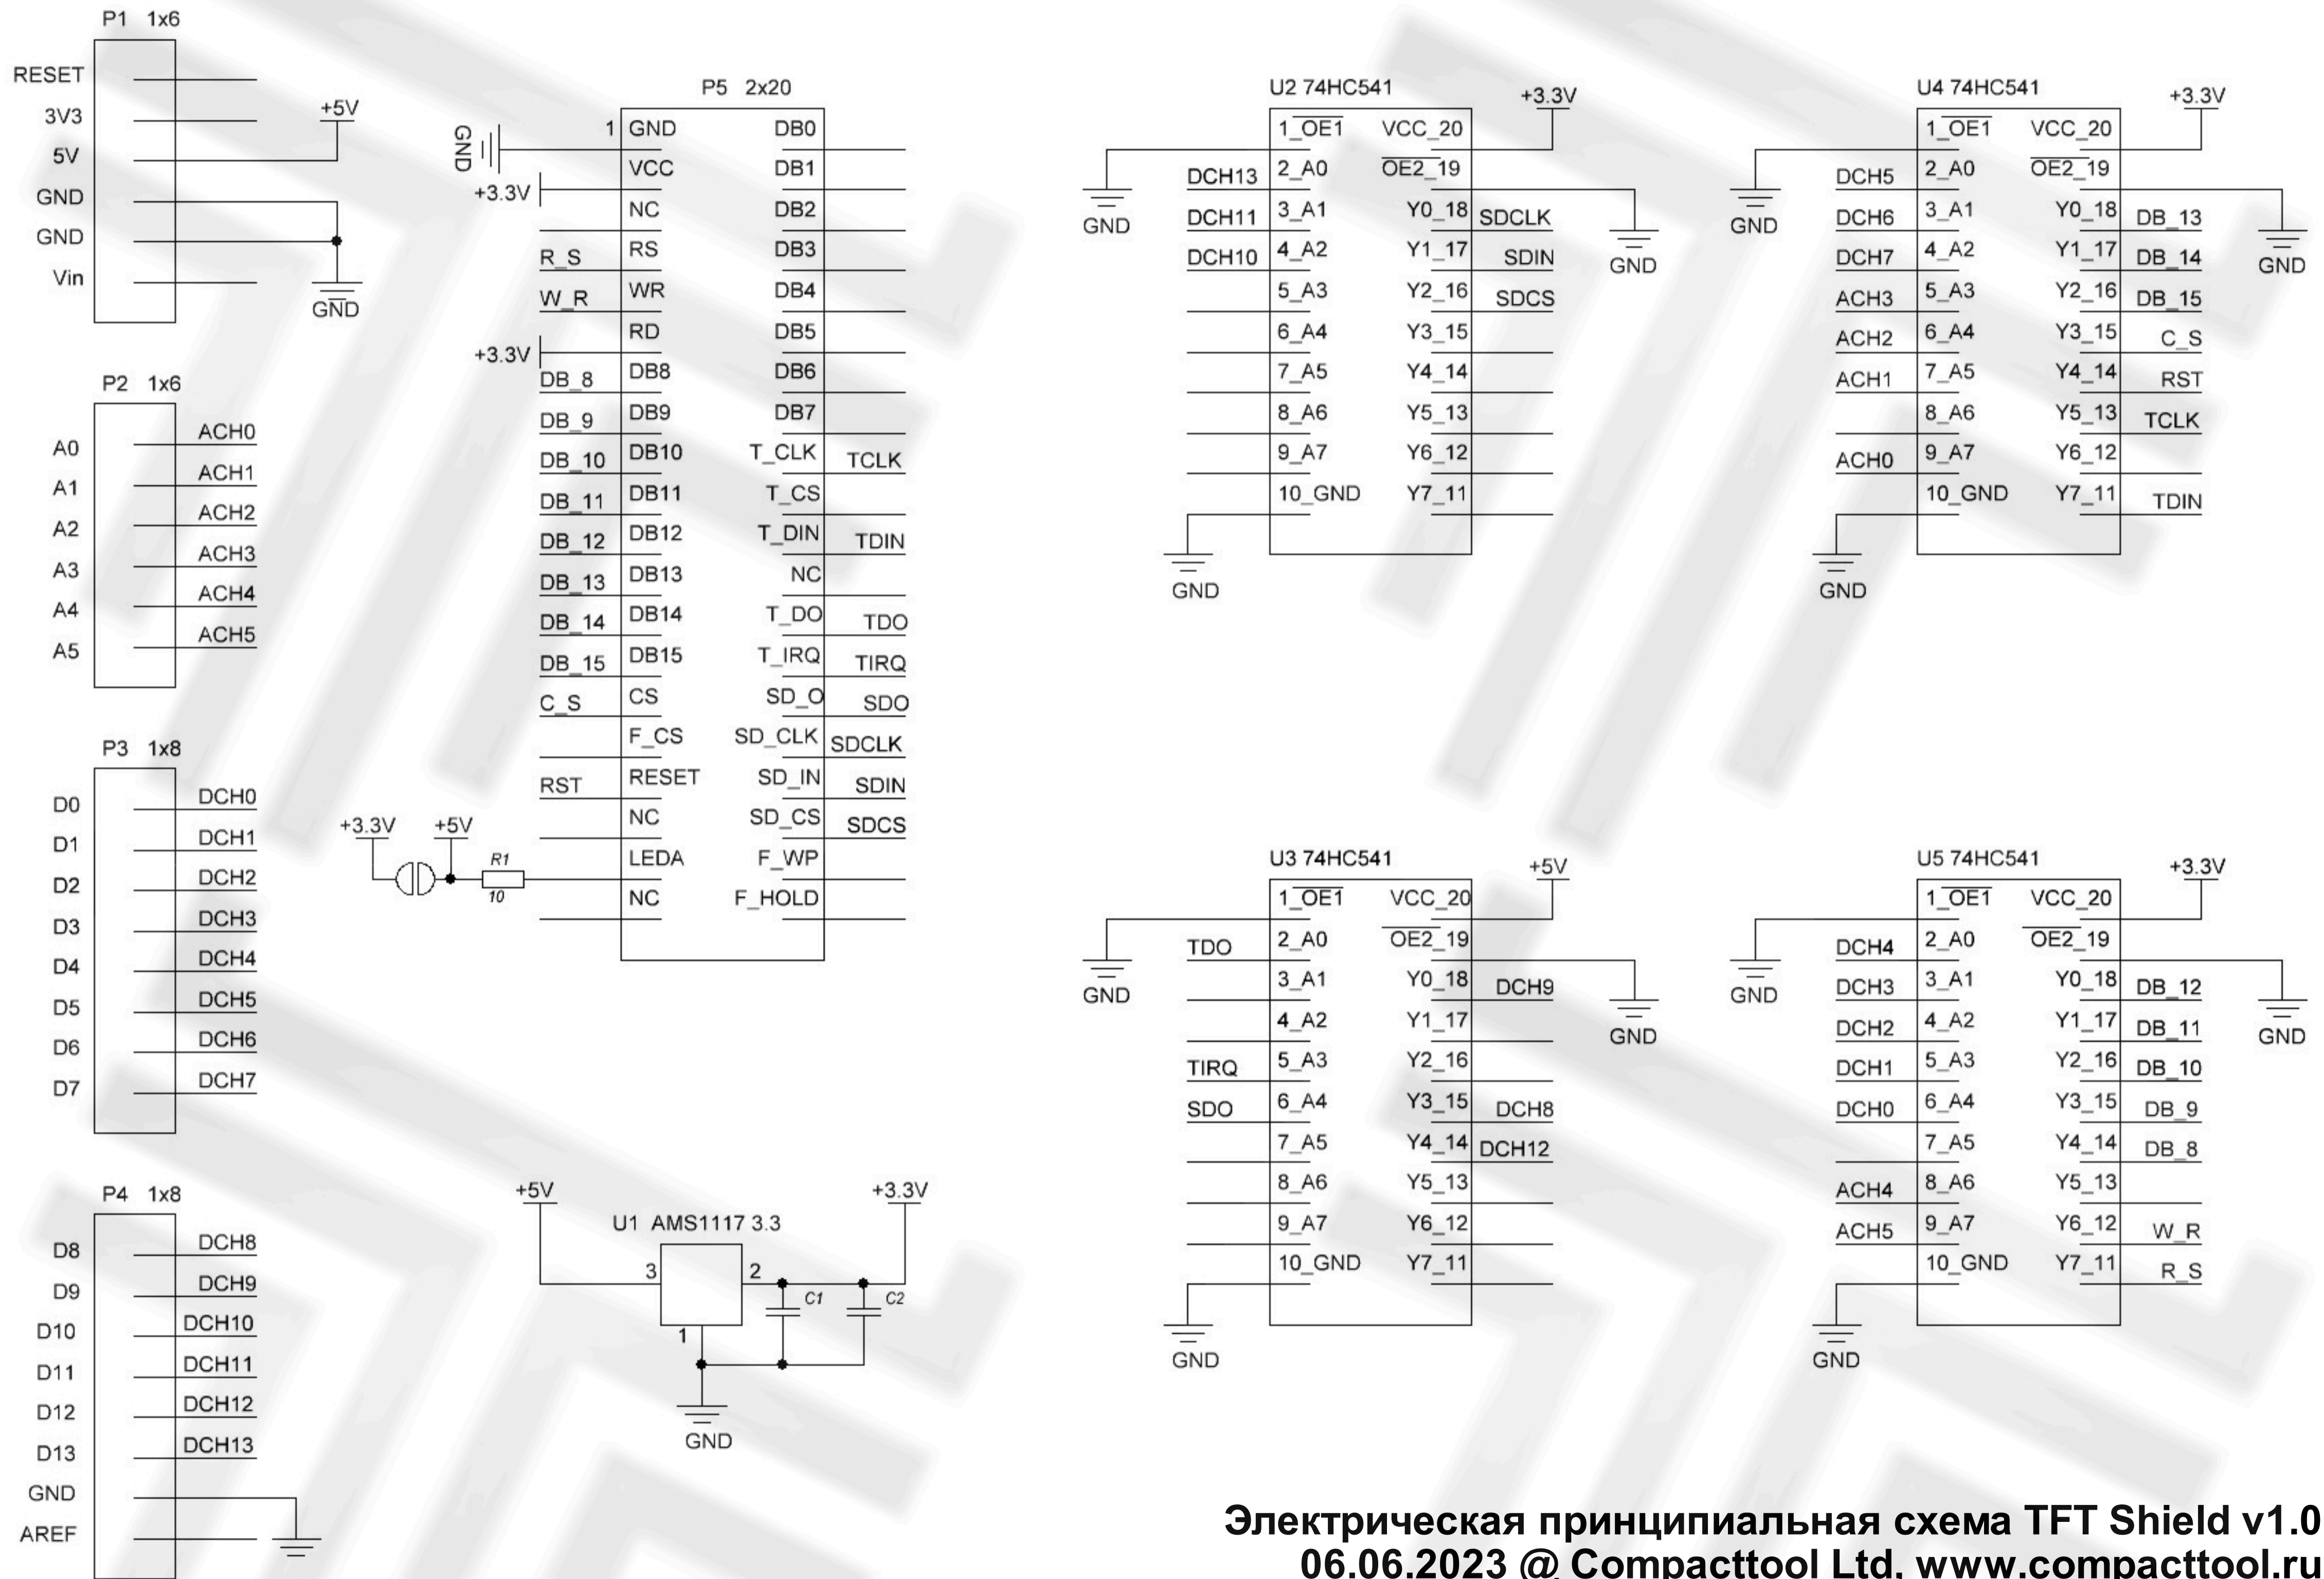 P1 1x6
RESET
3V3
5V
GND
GND
Vin
+5V
GND
P2 1x6
A0 ACH0
A1 ACH1
A2 ACH2
A3 ACH3
A4 ACH4
A5 ACH5
P3 1x8
D0 DCH0
D1 DCH1
D2 DCH2
D3 DCH3
D4 DCH4
D5 DCH5
D6 DCH6
D7 DCH7
P4 1x8
D8 DCH8
D9 DCH9
D10 DCH10
D11 DCH11
D12 DCH12
D13 DCH13
GND
AREF
P5 2x20
GND 1 GND DB0
+3.3V VCC DB1
NC DB2
R_S RS DB3
W_R WR DB4
+3.3V RD DB5
DB_8 DB8 DB6
DB_9 DB9 DB7
DB_10 DB10 T_CLK TCLK
DB_11 DB11 T_CS
DB_12 DB12 T_DIN TDIN
DB_13 DB13 NC
DB_14 DB14 T_DO TDO
DB_15 DB15 T_IRQ TIRQ
C_S CS SD_O SDO
F_CS SD_CLK SDCLK
RST RESET SD_IN SDIN
NC SD_CS SDCS
+3.3V +5V R1 10 LEDA F_WP
NC F_HOLD
+5V +3.3V
U1 AMS1117 3.3
3 2
C1 C2
1
GND
U2 74HC541 +3.3V
1_OE1 VCC_20
DCH13 2_A0 OE2_19
DCH11 3_A1 Y0_18 SDCLK
DCH10 4_A2 Y1_17 SDIN
5_A3 Y2_16 SDCS
6_A4 Y3_15
7_A5 Y4_14
8_A6 Y5_13
9_A7 Y6_12
10_GND Y7_11
GND
GND
GND
U4 74HC541 +3.3V
1_OE1 VCC_20
DCH5 2_A0 OE2_19
DCH6 3_A1 Y0_18 DB_13
DCH7 4_A2 Y1_17 DB_14
ACH3 5_A3 Y2_16 DB_15
ACH2 6_A4 Y3_15 C_S
ACH1 7_A5 Y4_14 RST
8_A6 Y5_13 TCLK
ACH0 9_A7 Y6_12
10_GND Y7_11 TDIN
GND
GND
GND
U3 74HC541 +5V
1_OE1 VCC_20
TDO 2_A0 OE2_19
3_A1 Y0_18 DCH9
4_A2 Y1_17
TIRQ 5_A3 Y2_16
SDO 6_A4 Y3_15 DCH8
7_A5 Y4_14 DCH12
8_A6 Y5_13
9_A7 Y6_12
10_GND Y7_11
GND
GND
GND
U5 74HC541 +3.3V
1_OE1 VCC_20
DCH4 2_A0 OE2_19
DCH3 3_A1 Y0_18 DB_12
DCH2 4_A2 Y1_17 DB_11
DCH1 5_A3 Y2_16 DB_10
DCH0 6_A4 Y3_15 DB_9
7_A5 Y4_14 DB_8
ACH4 8_A6 Y5_13
ACH5 9_A7 Y6_12 W_R
10_GND Y7_11 R_S
GND
GND
GND
Электрическая принципиальная схема TFT Shield v1.0
06.06.2023 @ Compacttool Ltd, www.compacttool.ru